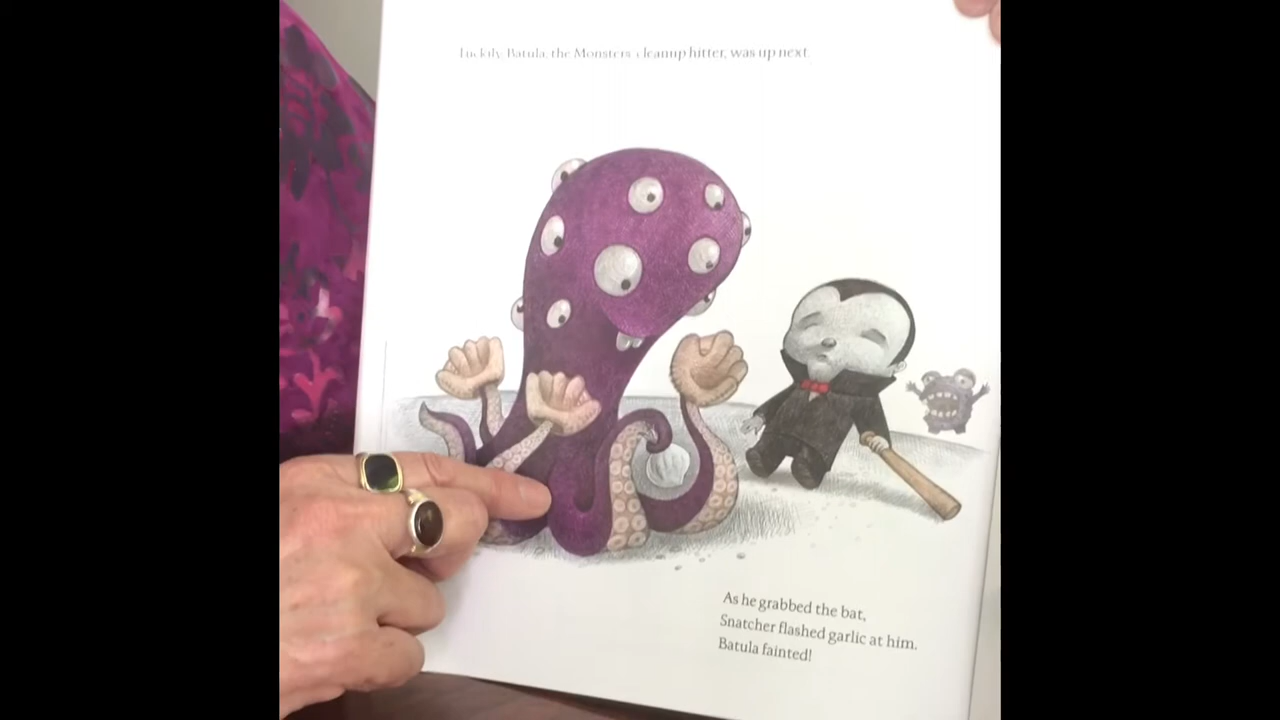 Luckily, Batula, the Monsters' cleanup hitter, was up next.
As he grabbed the bat,
Snatcher flashed garlic at him.
Batula fainted!